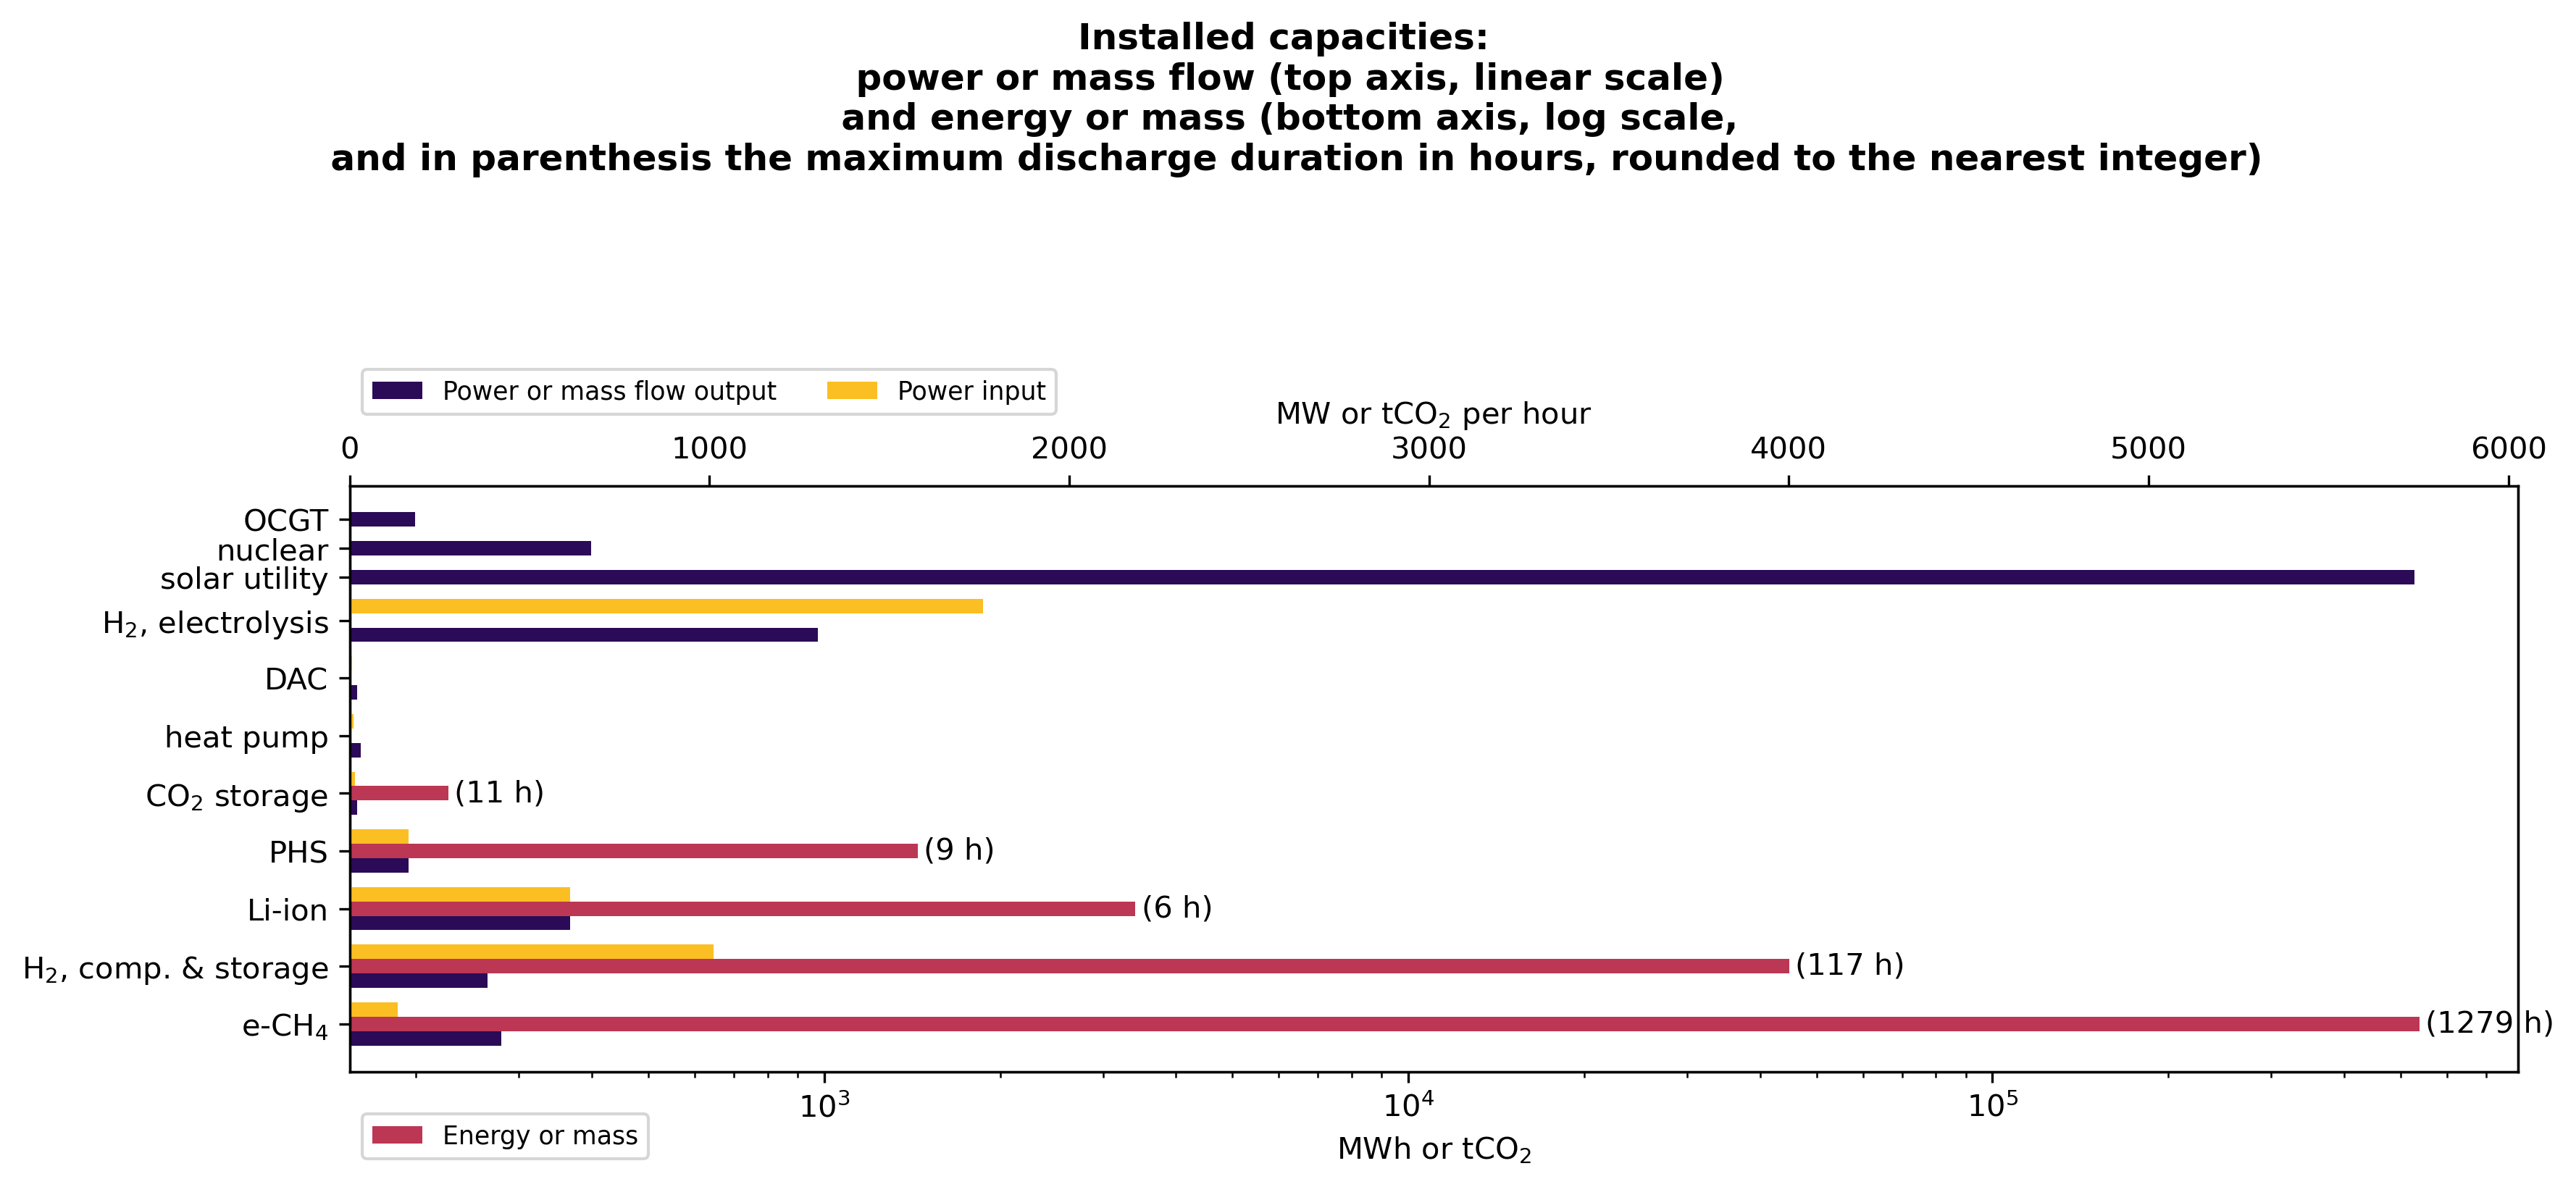 Installed capacities:
power or mass flow (top axis, linear scale)
and energy or mass (bottom axis, log scale,
and in parenthesis the maximum discharge duration in hours, rounded to the nearest integer)
Power or mass flow output Power input
MW or tCO₂ per hour
0 1000 2000 3000 4000 5000 6000
OCGT
nuclear
solar utility
H₂, electrolysis
DAC
heat pump
CO₂ storage (11 h)
PHS (9 h)
Li-ion (6 h)
H₂, comp. & storage (117 h)
e-CH₄ (1279 h)
10³ 10⁴ 10⁵
Energy or mass
MWh or tCO₂